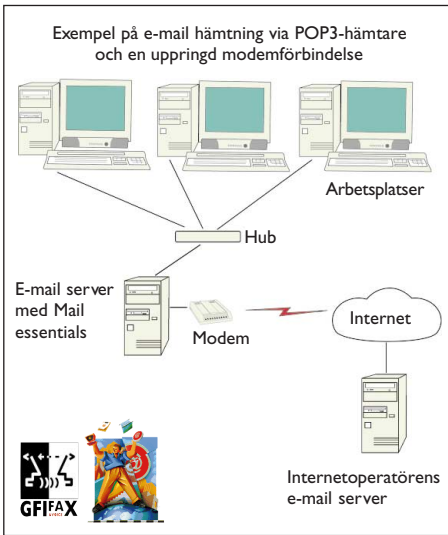 Exempel på e-mail hämtning via POP3-hämtare
och en uppringd modemförbindelse
Arbetsplatser
Hub
E-mail server
med Mail
essentials
Modem
Internet
Internetoperatörens
e-mail server
GFIFAX